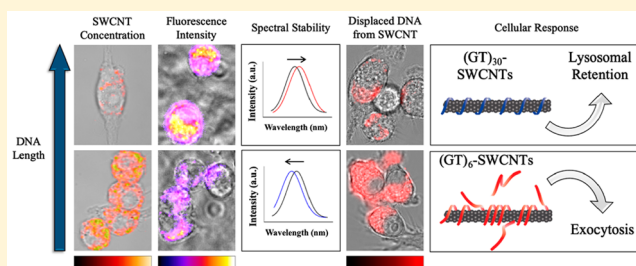 SWCNT
Concentration
Fluorescence
Intensity
Spectral Stability
Displaced DNA
from SWCNT
Cellular Response
DNA
Length
Intensity (a.u.)
Wavelength (nm)
(GT)30-
SWCNTs
Lysosomal
Retention
Intensity (a.u.)
Wavelength (nm)
(GT)6-SWCNTs
Exocytosis